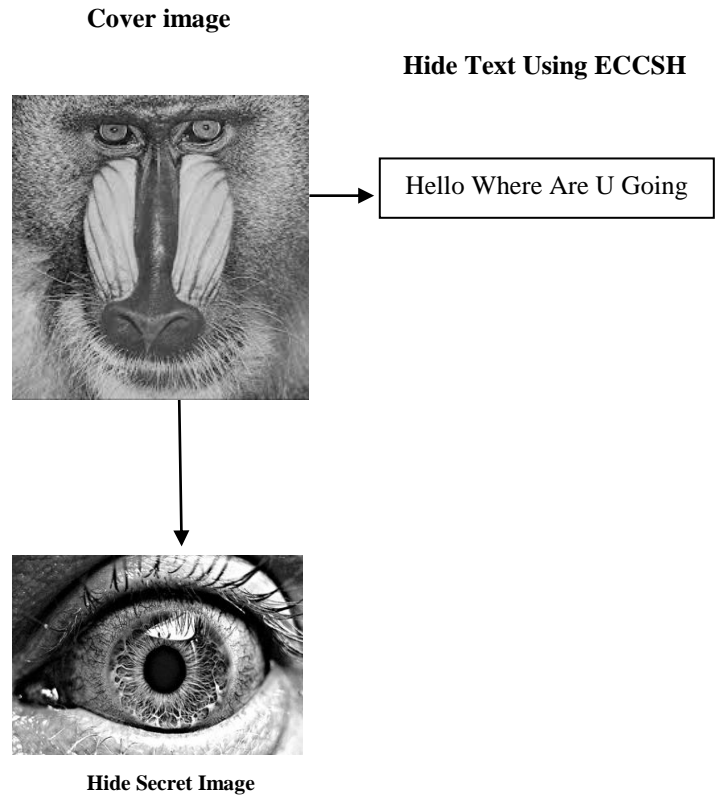 Cover image
Hide Text Using ECCSH
Hello Where Are U Going
Hide Secret Image